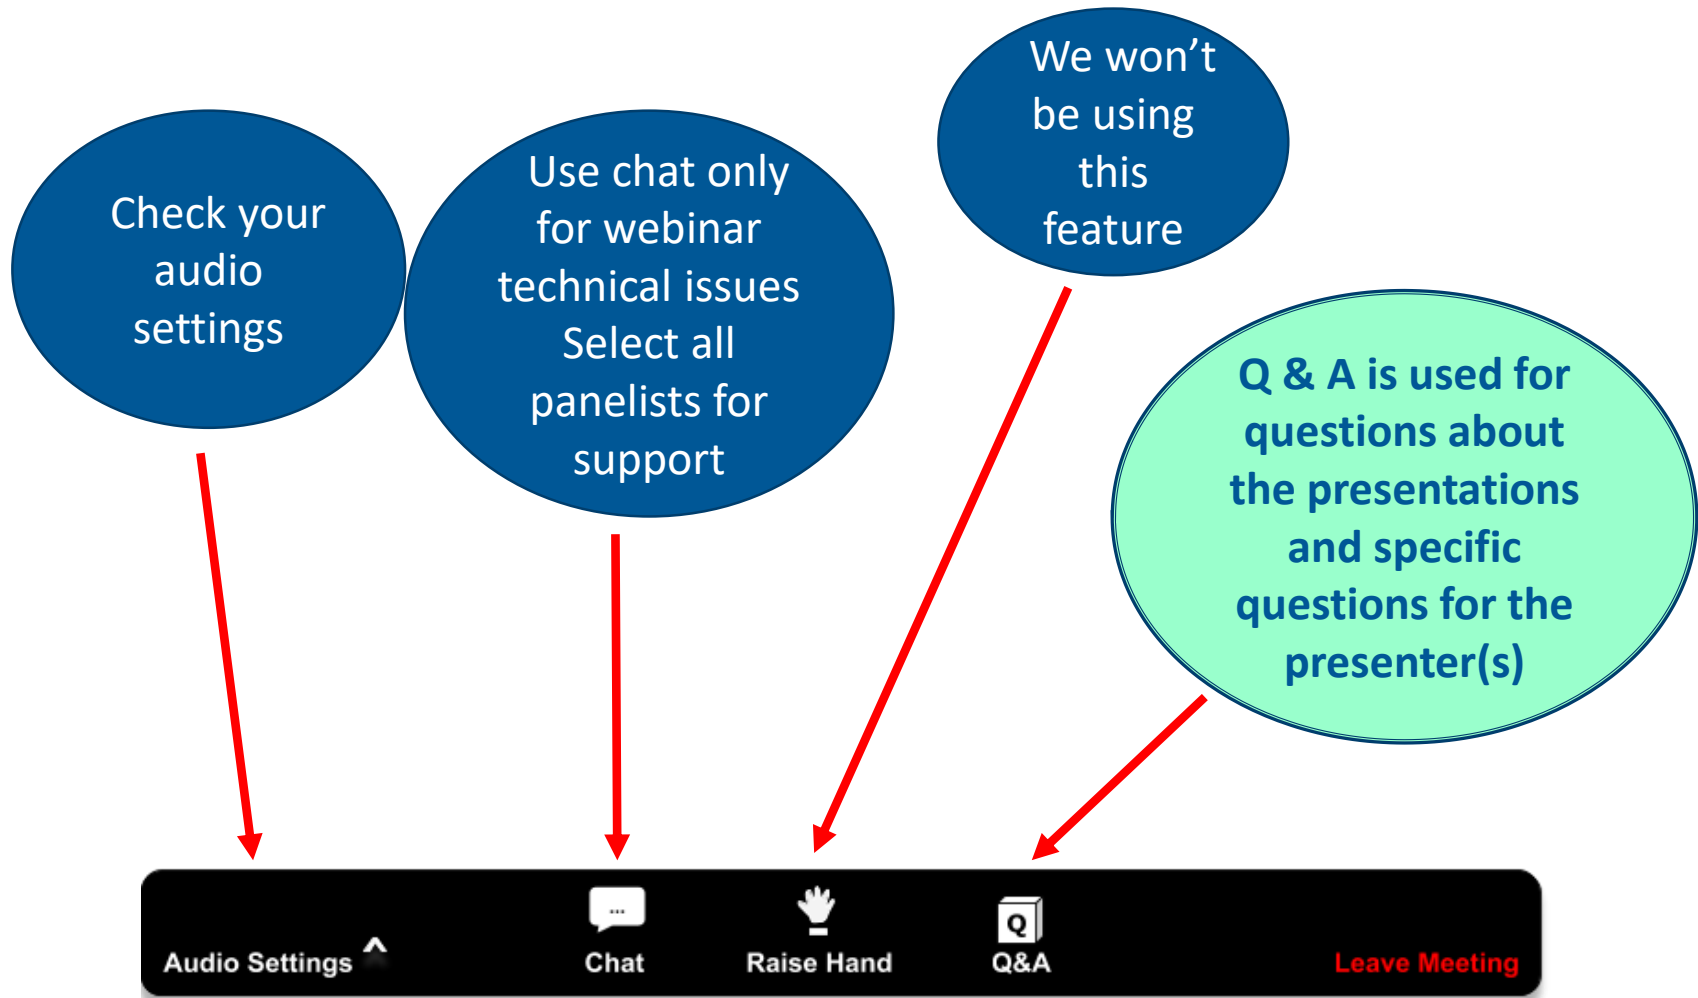 Check your
audio
settings
Use chat only
for webinar
technical issues
Select all
panelists for
support
We won’t
be using
this
feature
Q & A is used for
questions about
the presentations
and specific
questions for the
presenter(s)
Audio Settings
...
Chat
Raise Hand
Q
Q&A
Leave Meeting